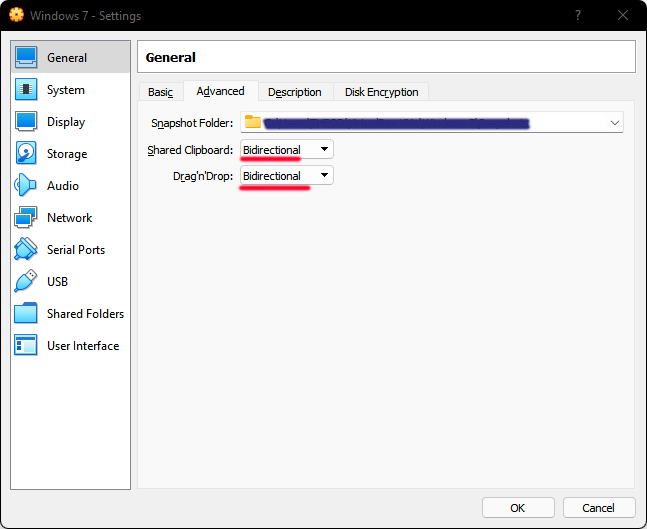 Windows 7 - Settings
?
General
System
Display
Storage
Audio
Network
Serial Ports
USB
Shared Folders
User Interface
General
Basic Advanced Description Disk Encryption
Snapshot Folder:
Shared Clipboard: Bidirectional
Drag'n'Drop: Bidirectional
OK Cancel